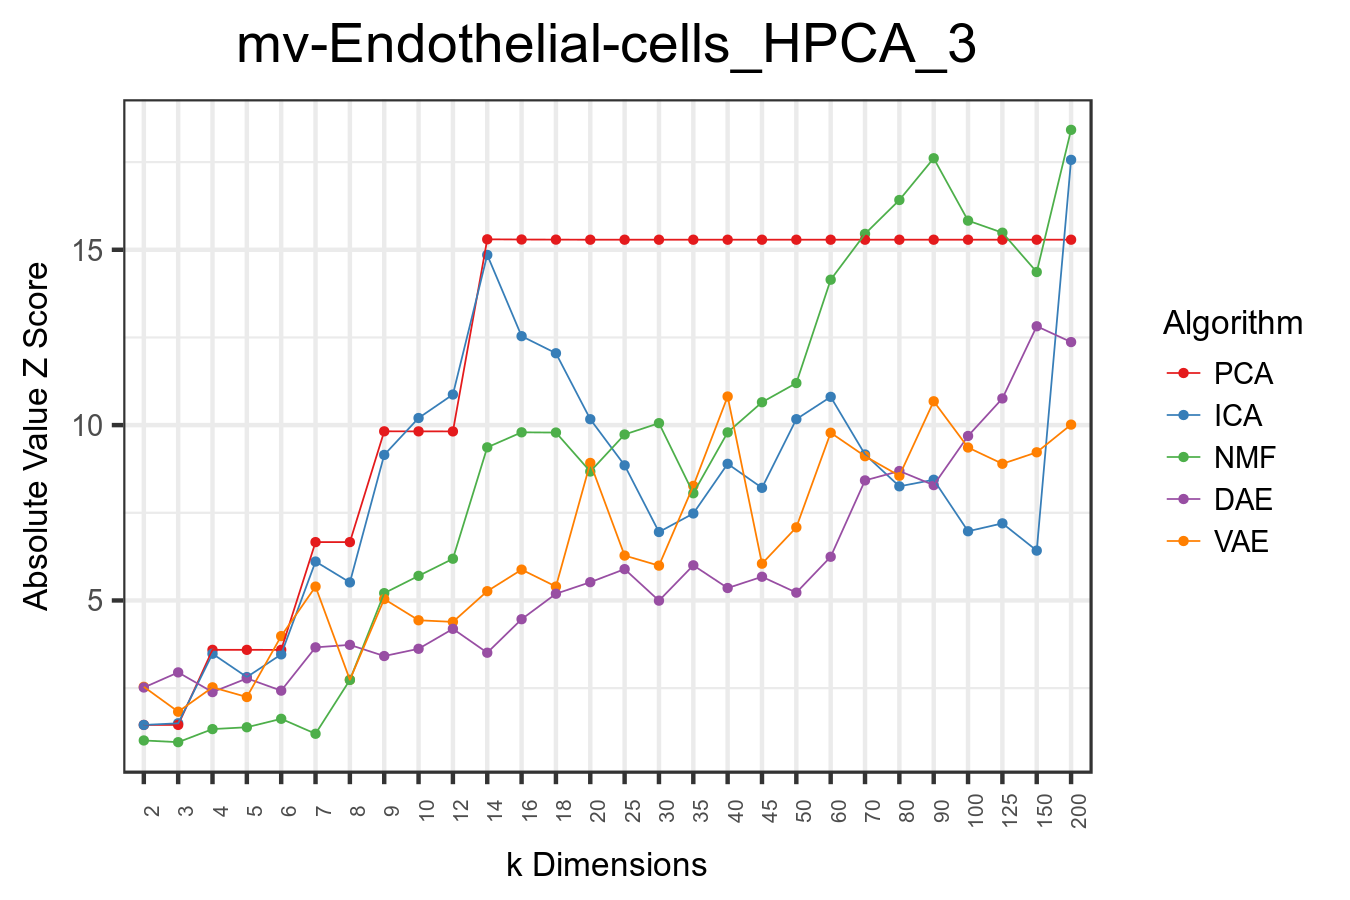 mv-Endothelial-cells_HPCA_3
Absolute Value Z Score
15
10
5
2 3 4 5 6 7 8 9 10 12 14 16 18 20 25 30 35 40 45 50 60 70 80 90 100 125 150 200
k Dimensions
Algorithm
PCA
ICA
NMF
DAE
VAE